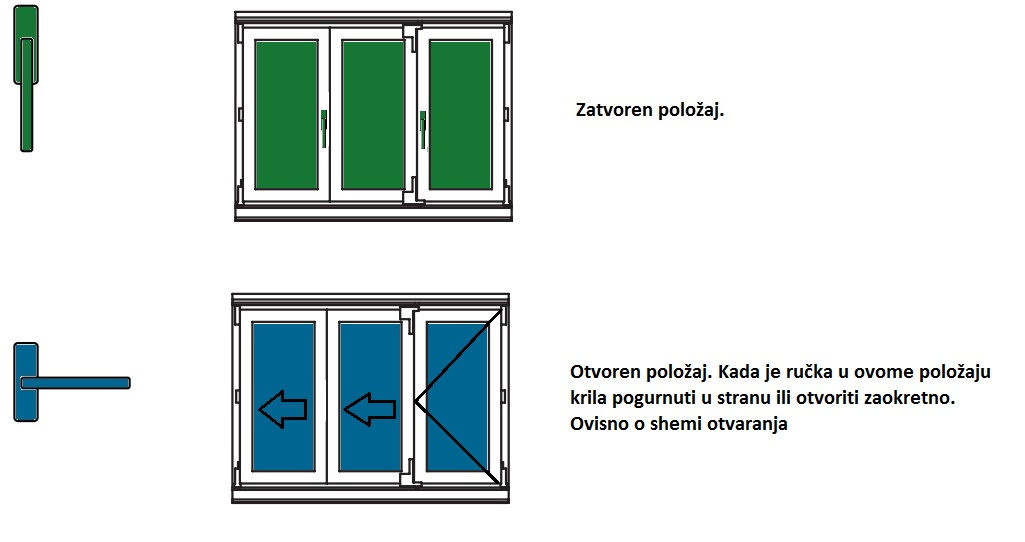 Zatvoren položaj.
Otvoren položaj. Kada je ručka u ovome položaju
krila pogurnuti u stranu ili otvoriti zaokretno.
Ovisno o shemi otvaranja